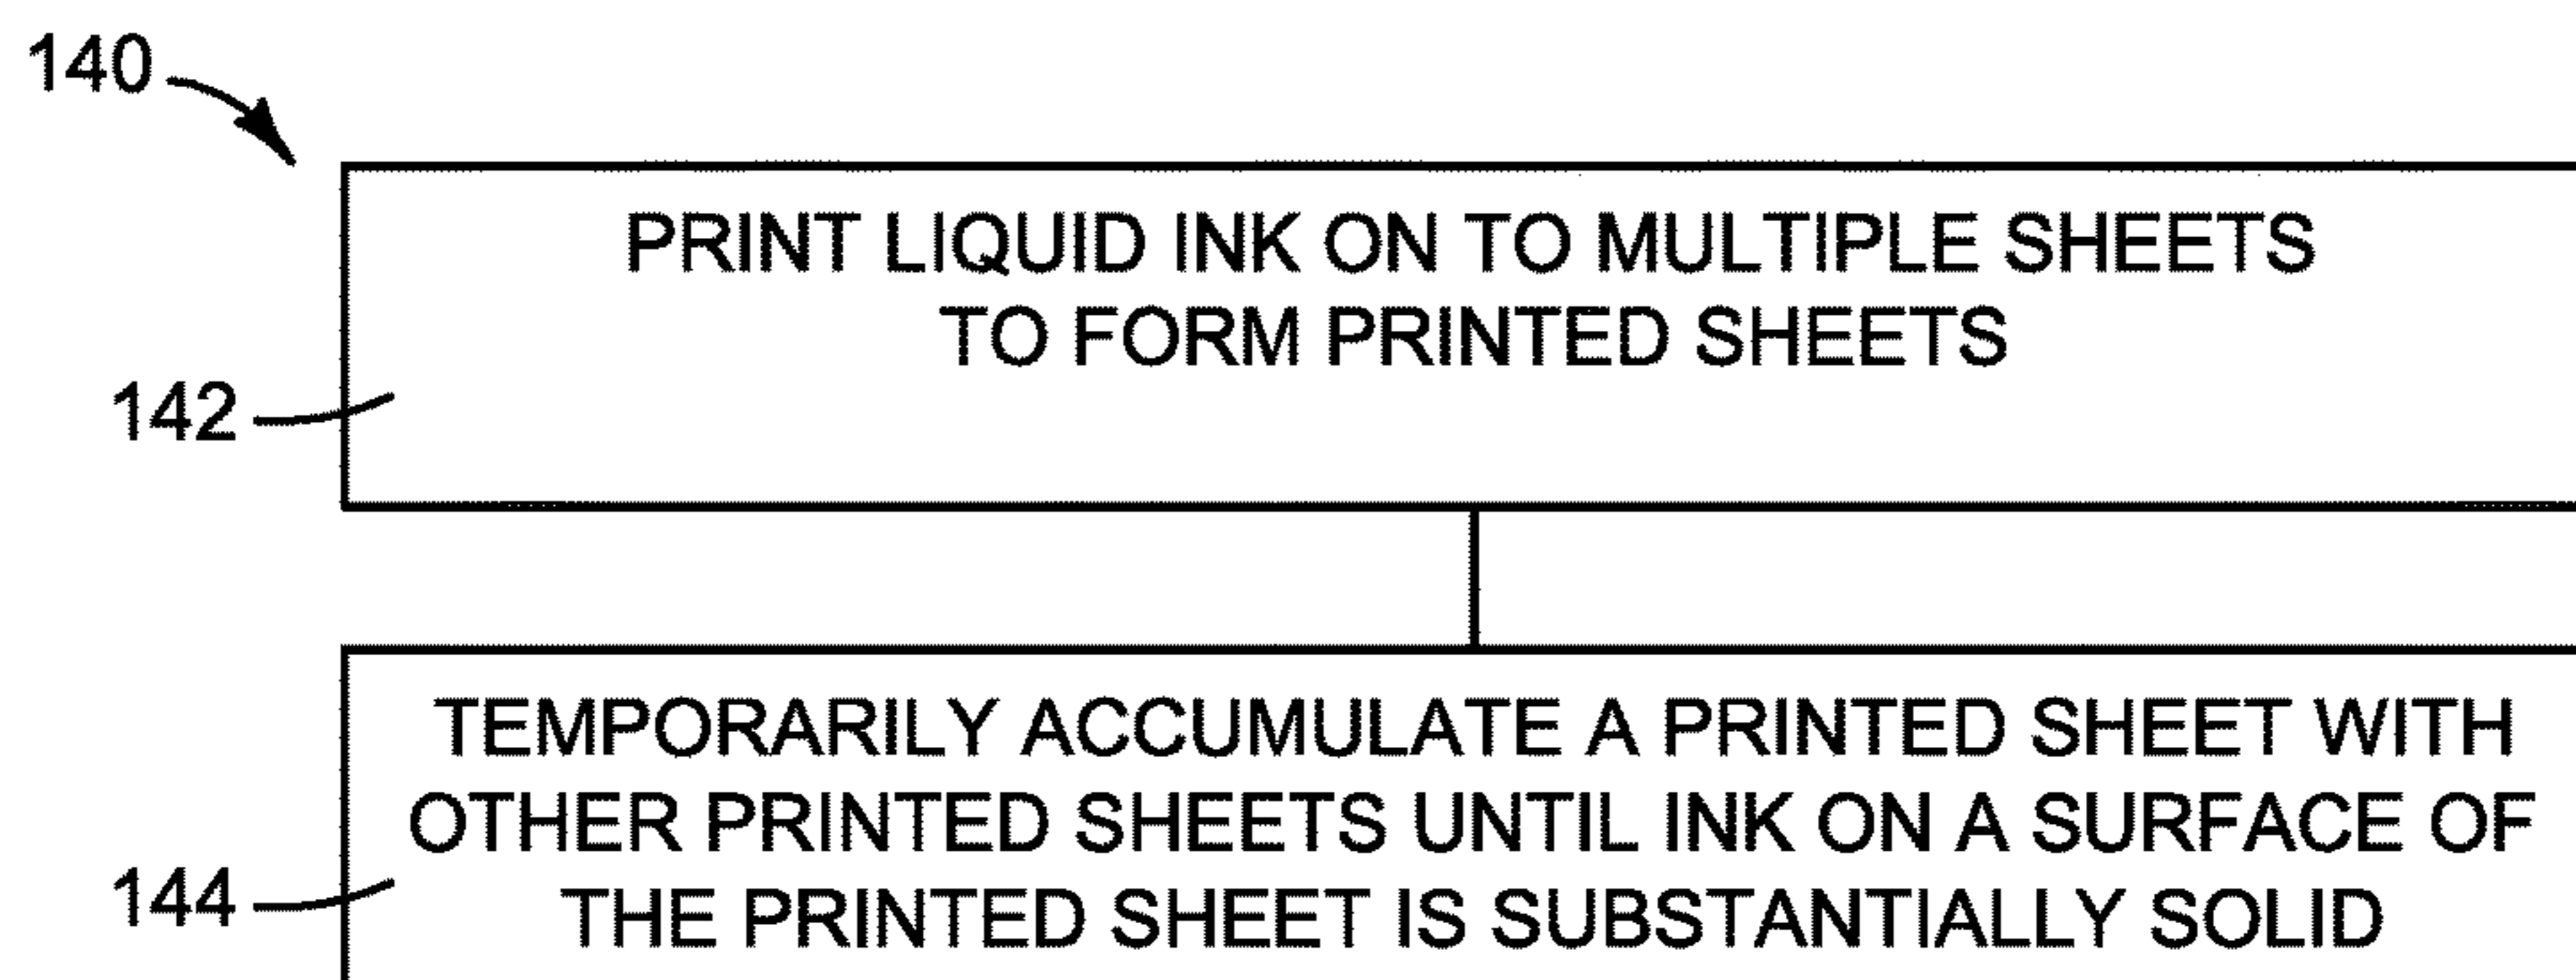 140
PRINT LIQUID INK ON TO MULTIPLE SHEETS
TO FORM PRINTED SHEETS
142
TEMPORARILY ACCUMULATE A PRINTED SHEET WITH
OTHER PRINTED SHEETS UNTIL INK ON A SURFACE OF
THE PRINTED SHEET IS SUBSTANTIALLY SOLID
144